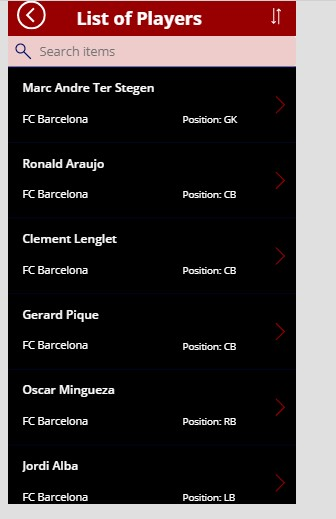 List of Players
Search items
Marc Andre Ter Stegen
FC Barcelona Position: GK
Ronald Araujo
FC Barcelona Position: CB
Clement Lenglet
FC Barcelona Position: CB
Gerard Pique
FC Barcelona Position: CB
Oscar Mingueza
FC Barcelona Position: RB
Jordi Alba
FC Barcelona Position: LB